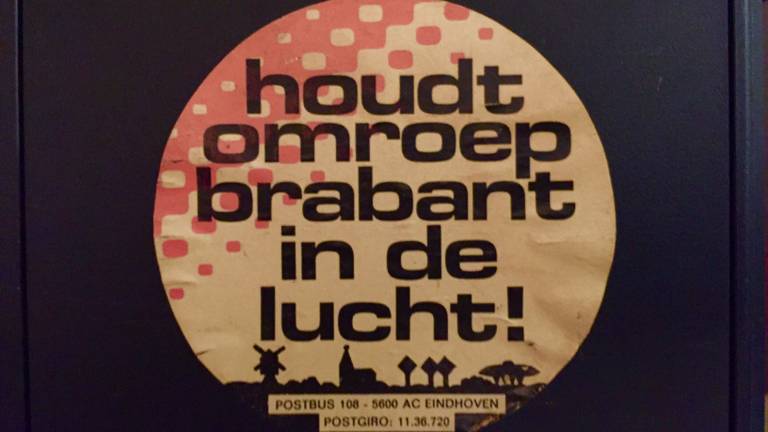 houdt
omroep
brabant
in de
lucht!
POSTBUS 108 - 5600 AC EINDHOVEN
POSTGIRO: 11.36.720